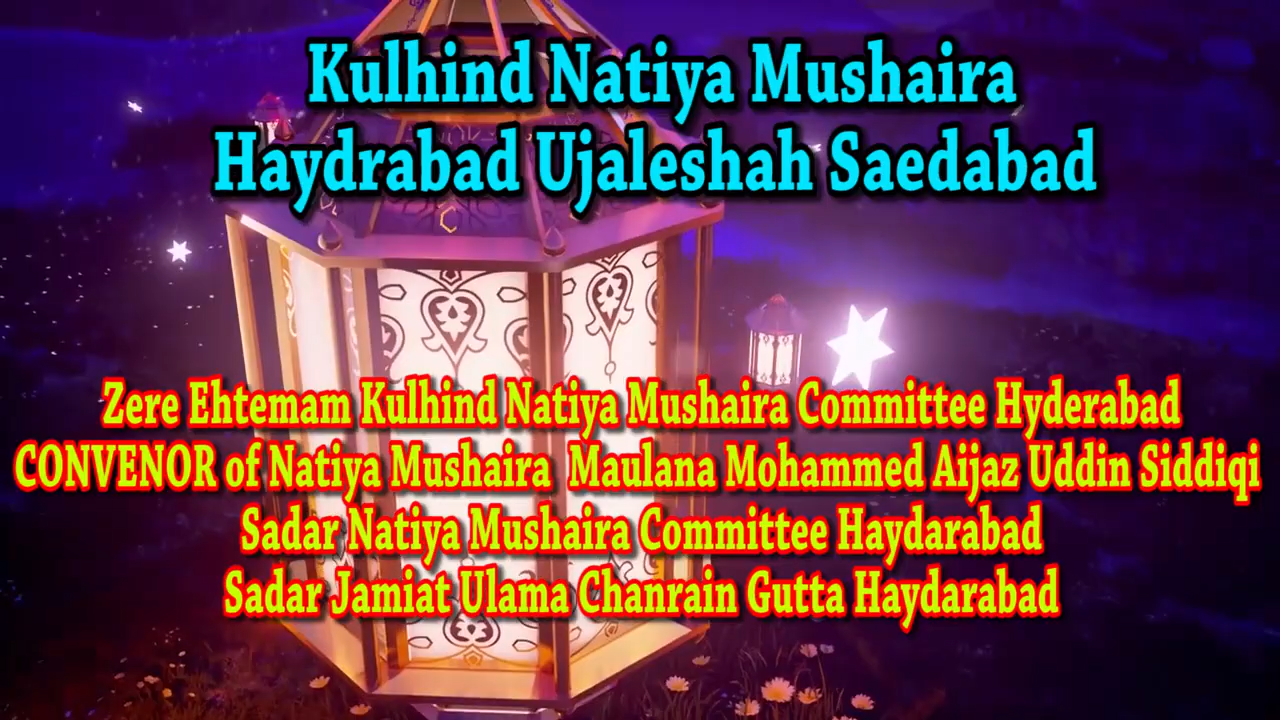 Kulhind Natiya Mushaira
Haydrabad Ujaleshah Saedabad
Zere Ehtemam Kulhind Natiya Mushaira Committee Hyderabad
CONVENOR of Natiya Mushaira Maulana Mohammed Aijaz Uddin Siddiqi
Sadar Natiya Mushaira Committee Haydarabad
Sadar Jamiat Ulama Chanrain Gutta Haydarabad